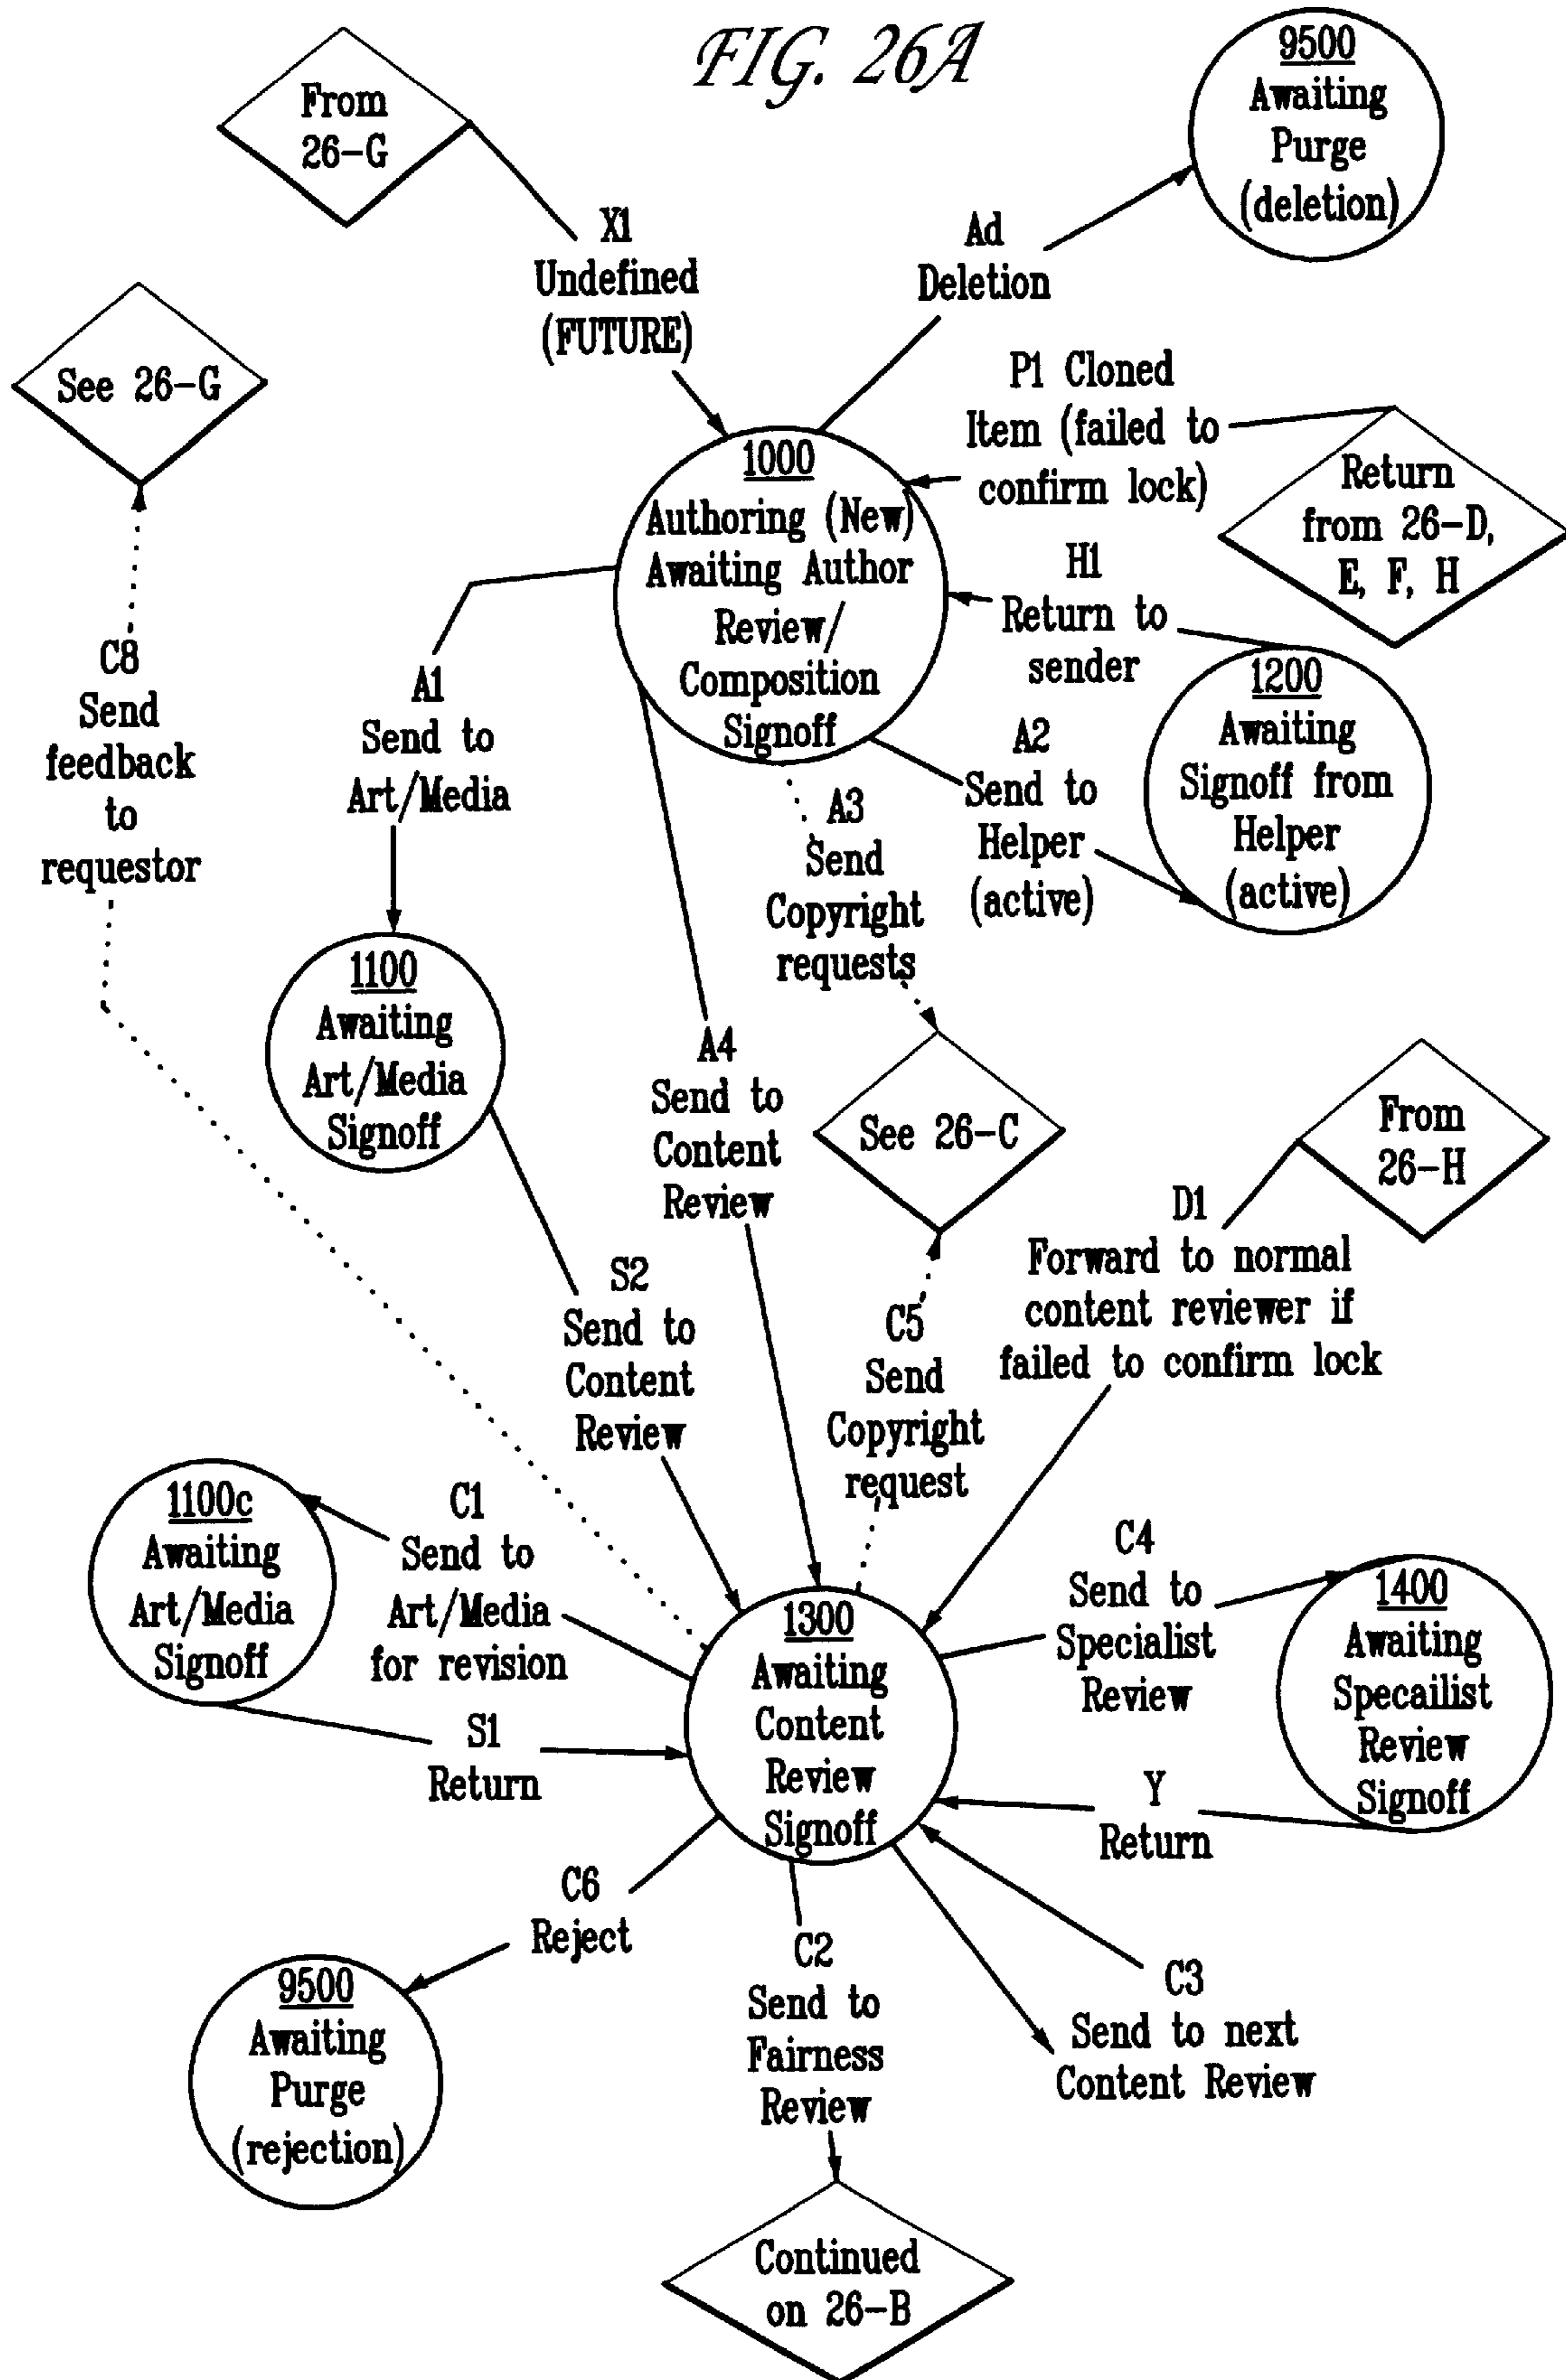 FIG. 26A
From
26-G
9500
Awaiting
Purge
(deletion)
X1
Undefined
(FUTURE)
Ad
Deletion
See 26-G
P1 Cloned
Item (failed to
confirm lock)
Return
from 26-D,
E, F, H
1000
Authoring (New)
Awaiting Author
Review/
Composition
Signoff
H1
Return to
sender
1200
Awaiting
Signoff from
Helper
(active)
C8
Send
feedback
to
requestor
A1
Send to
Art/Media
A2
Send to
Helper
(active)
A3
Send
Copyright
requests
1100
Awaiting
Art/Media
Signoff
A4
Send to
Content
Review
See 26-C
From
26-H
D1
Forward to normal
content reviewer if
failed to confirm lock
S2
Send to
Content
Review
C5
Send
Copyright
request
1100c
Awaiting
Art/Media
Signoff
C1
Send to
Art/Media
for revision
C4
Send to
Specialist
Review
1400
Awaiting
Specailist
Review
Signoff
1300
Awaiting
Content
Review
Signoff
S1
Return
Y
Return
C6
Reject
9500
Awaiting
Purge
(rejection)
C2
Send to
Fairness
Review
C3
Send to next
Content Review
Continued
on 26-B